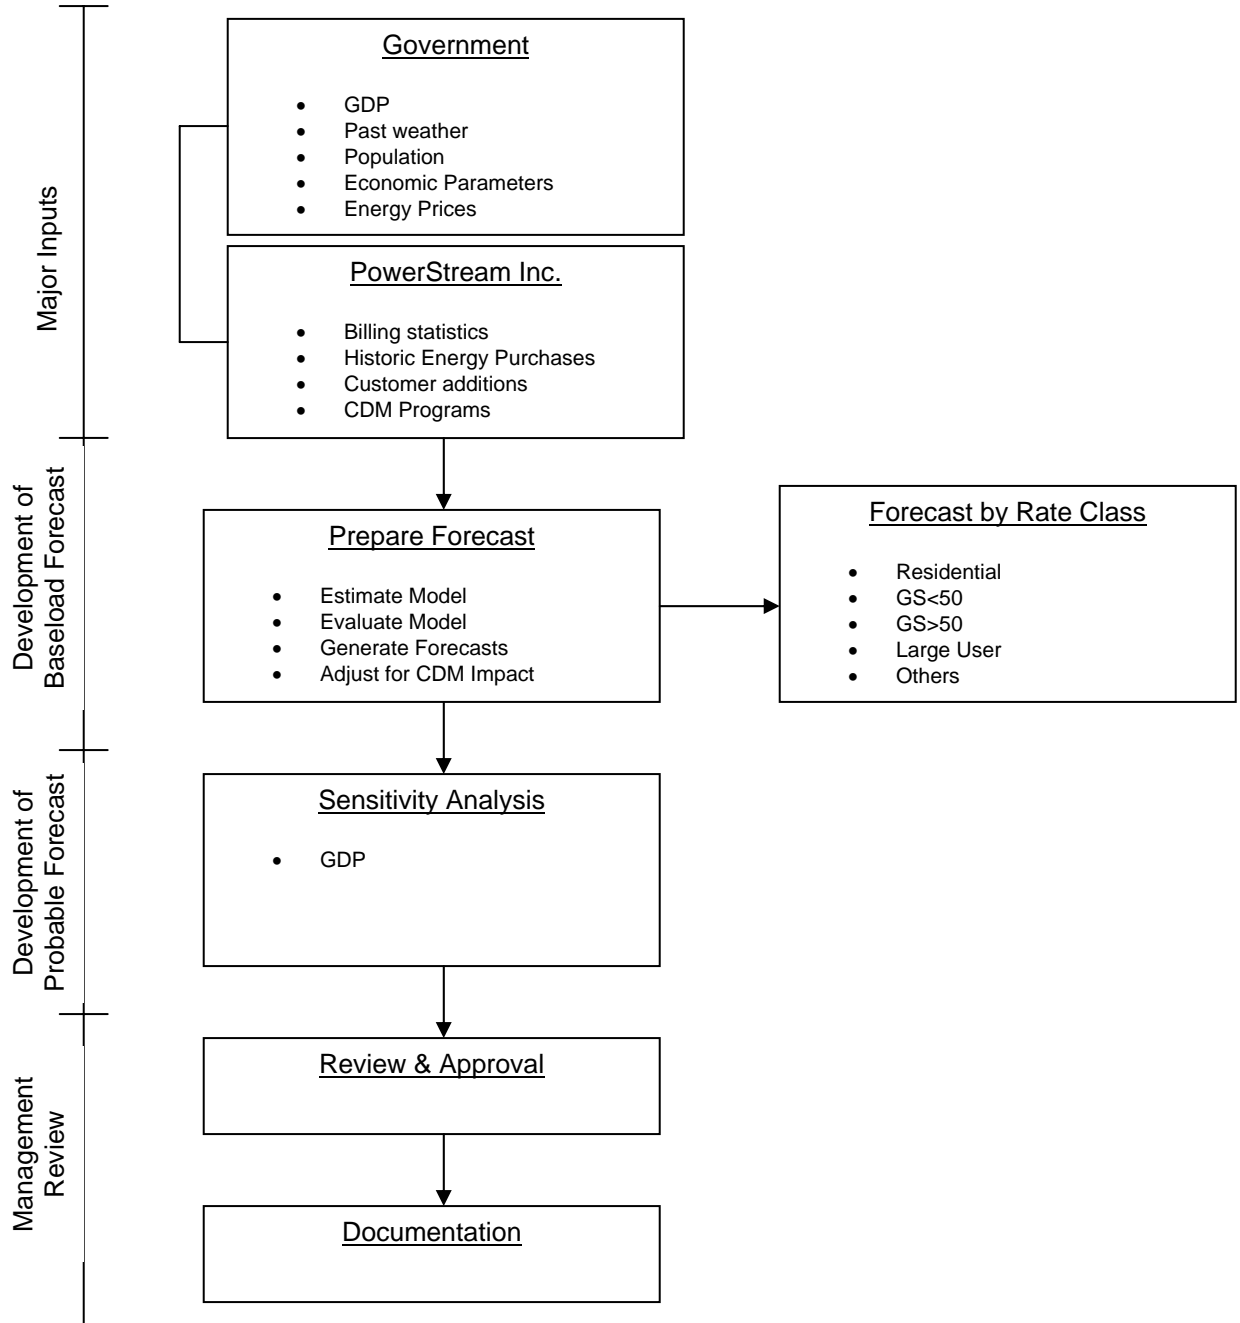 Major Inputs
Government
• GDP
• Past weather
• Population
• Economic Parameters
• Energy Prices
PowerStream Inc.
• Billing statistics
• Historic Energy Purchases
• Customer additions
• CDM Programs
Development of
Baseload Forecast
Prepare Forecast
• Estimate Model
• Evaluate Model
• Generate Forecasts
• Adjust for CDM Impact
Forecast by Rate Class
• Residential
• GS<50
• GS>50
• Large User
• Others
Development of
Probable Forecast
Sensitivity Analysis
• GDP
Management
Review
Review & Approval
Documentation